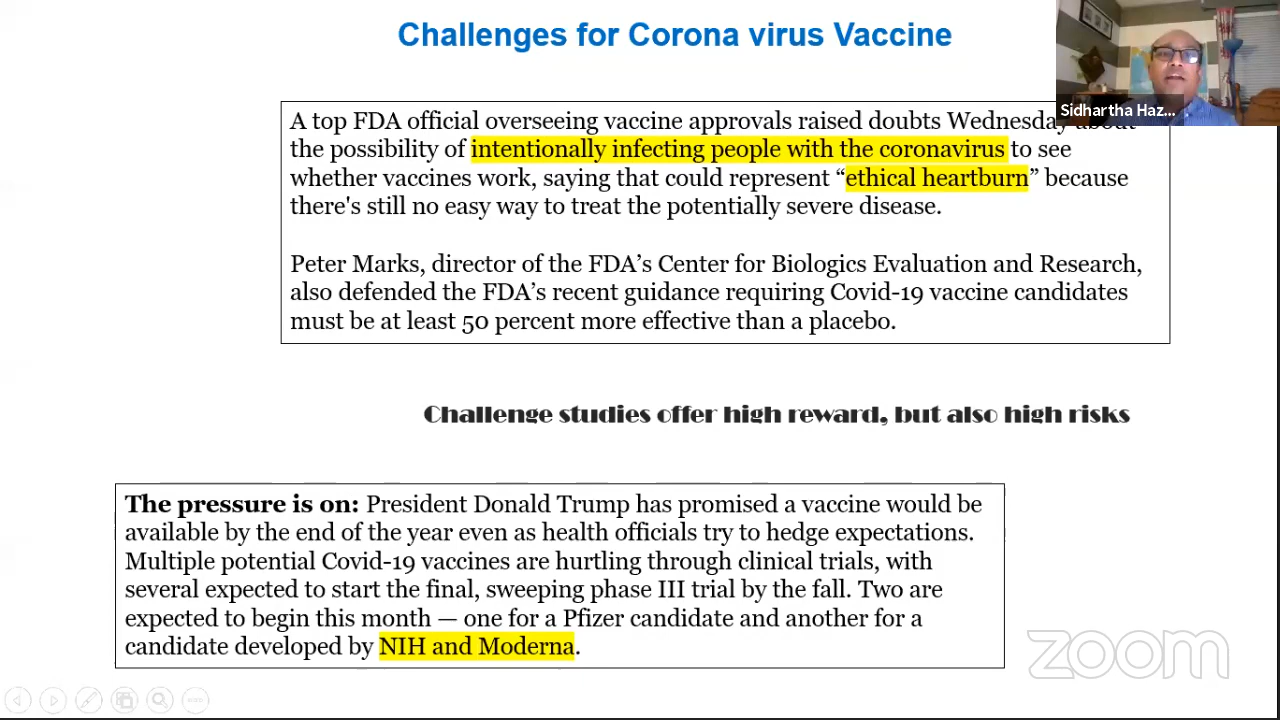 Challenges for Corona virus Vaccine
Sidhartha Haz...
A top FDA official overseeing vaccine approvals raised doubts Wednesday about
the possibility of intentionally infecting people with the coronavirus to see
whether vaccines work, saying that could represent “ethical heartburn” because
there's still no easy way to treat the potentially severe disease.
Peter Marks, director of the FDA’s Center for Biologics Evaluation and Research,
also defended the FDA’s recent guidance requiring Covid-19 vaccine candidates
must be at least 50 percent more effective than a placebo.
Challenge studies offer high reward, but also high risks
The pressure is on: President Donald Trump has promised a vaccine would be
available by the end of the year even as health officials try to hedge expectations.
Multiple potential Covid-19 vaccines are hurtling through clinical trials, with
several expected to start the final, sweeping phase III trial by the fall. Two are
expected to begin this month — one for a Pfizer candidate and another for a
candidate developed by NIH and Moderna.
zoom